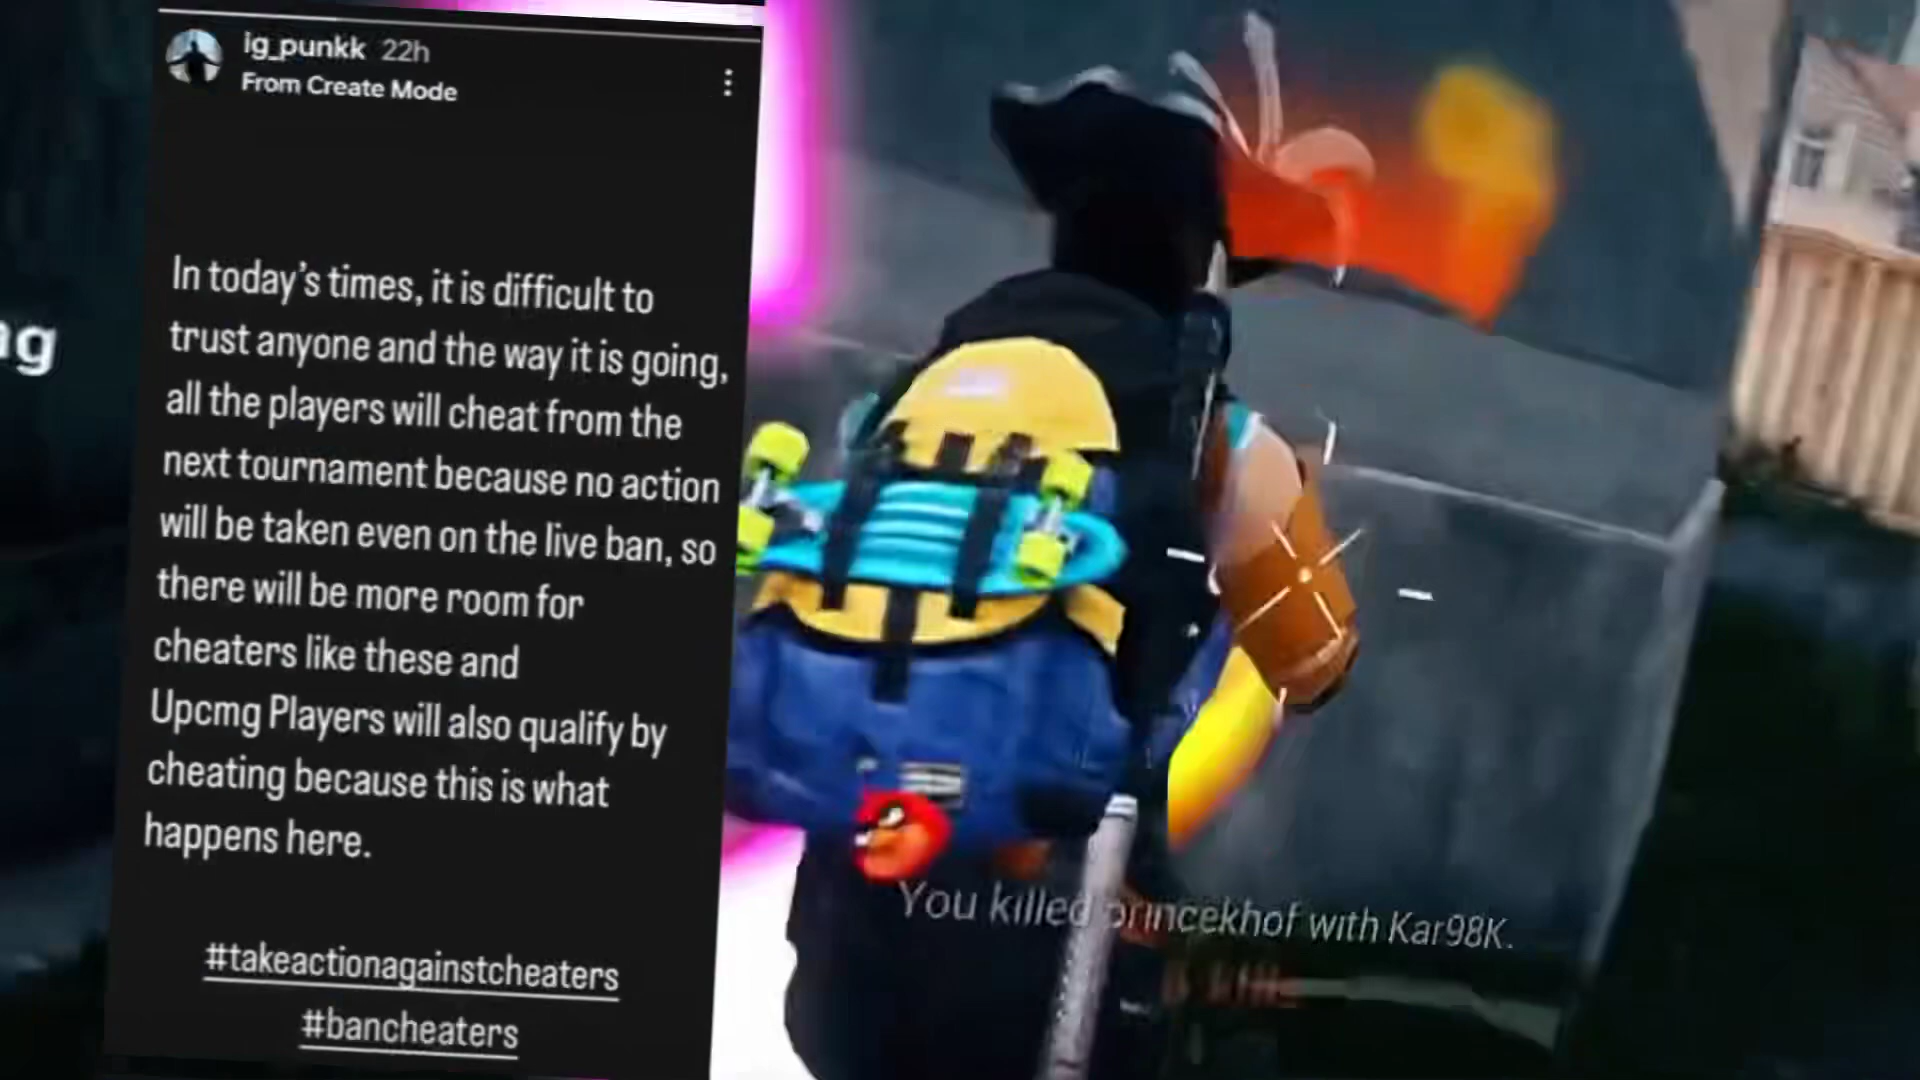 ig_punkk 22h
From Create Mode
In today's times, it is difficult to
trust anyone and the way it is going,
all the players will cheat from the
next tournament because no action
will be taken even on the live ban, so
there will be more room for
cheaters like these and
Upcmg Players will also qualify by
cheating because this is what
happens here.
#takeactionagainstcheaters
#bancheaters
You killed princekhof with Kar98K.